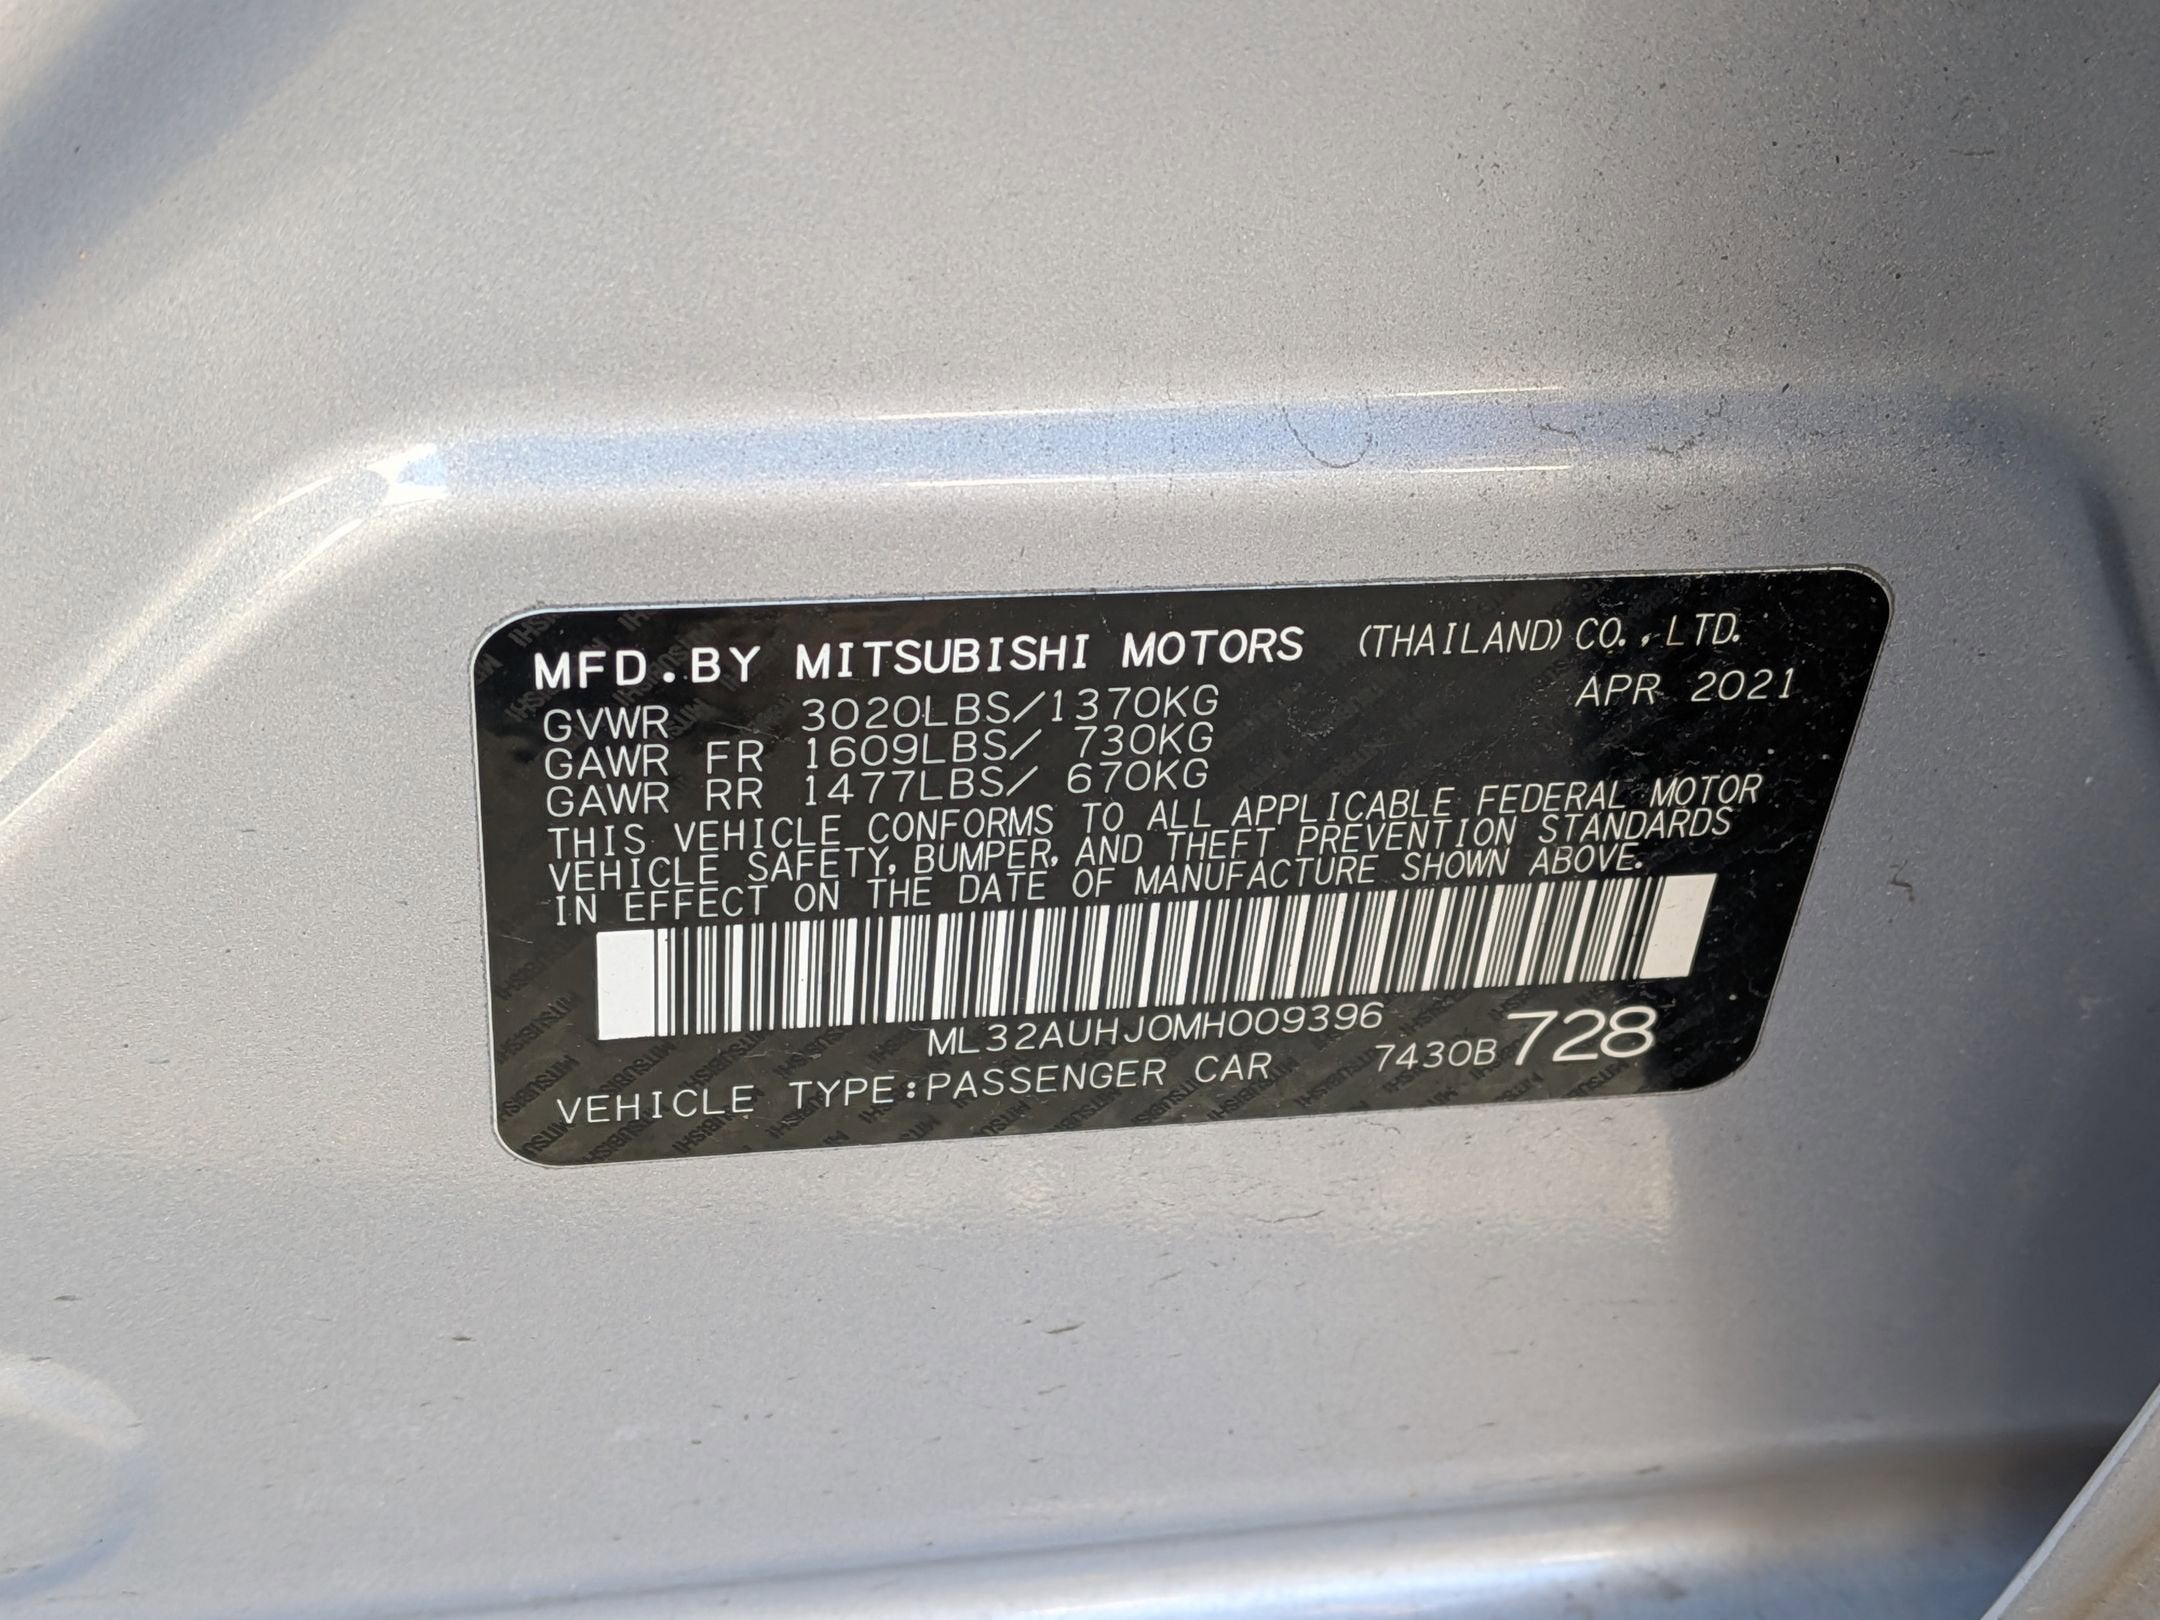 MFD.BY MITSUBISHI MOTORS (THAILAND) CO., LTD.
APR 2021
GVWR 3020LBS/1370KG
GAWR FR 1609LBS/ 730KG
GAWR RR 1477LBS/ 670KG
THIS VEHICLE CONFORMS TO ALL APPLICABLE FEDERAL MOTOR
VEHICLE SAFETY, BUMPER, AND THEFT PREVENTION STANDARDS
IN EFFECT ON THE DATE OF MANUFACTURE SHOWN ABOVE.
ML32AUHJ0MH009396
VEHICLE TYPE:PASSENGER CAR 7430B728